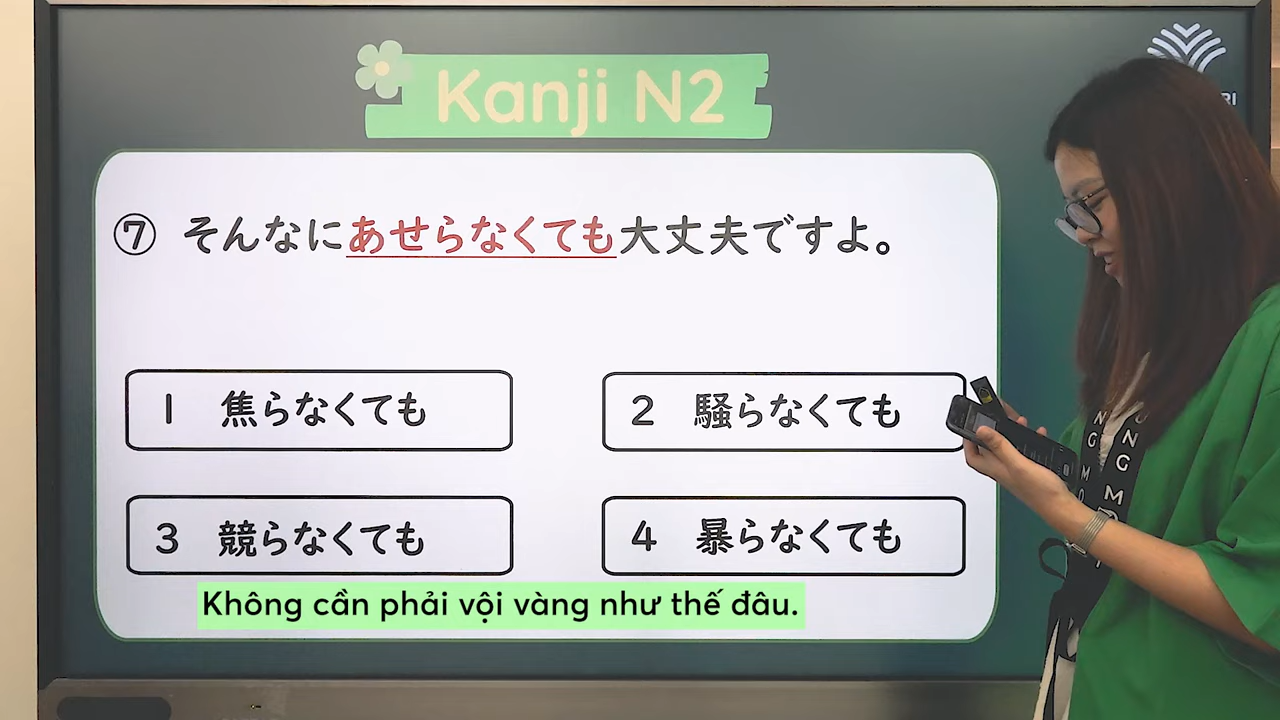 Kanji N2
⑦ そんなにあせらなくても大丈夫ですよ。
1 焦らなくても
2 騒らなくても
3 競らなくても
4 暴らなくても
Không cần phải vội vàng như thế đâu.